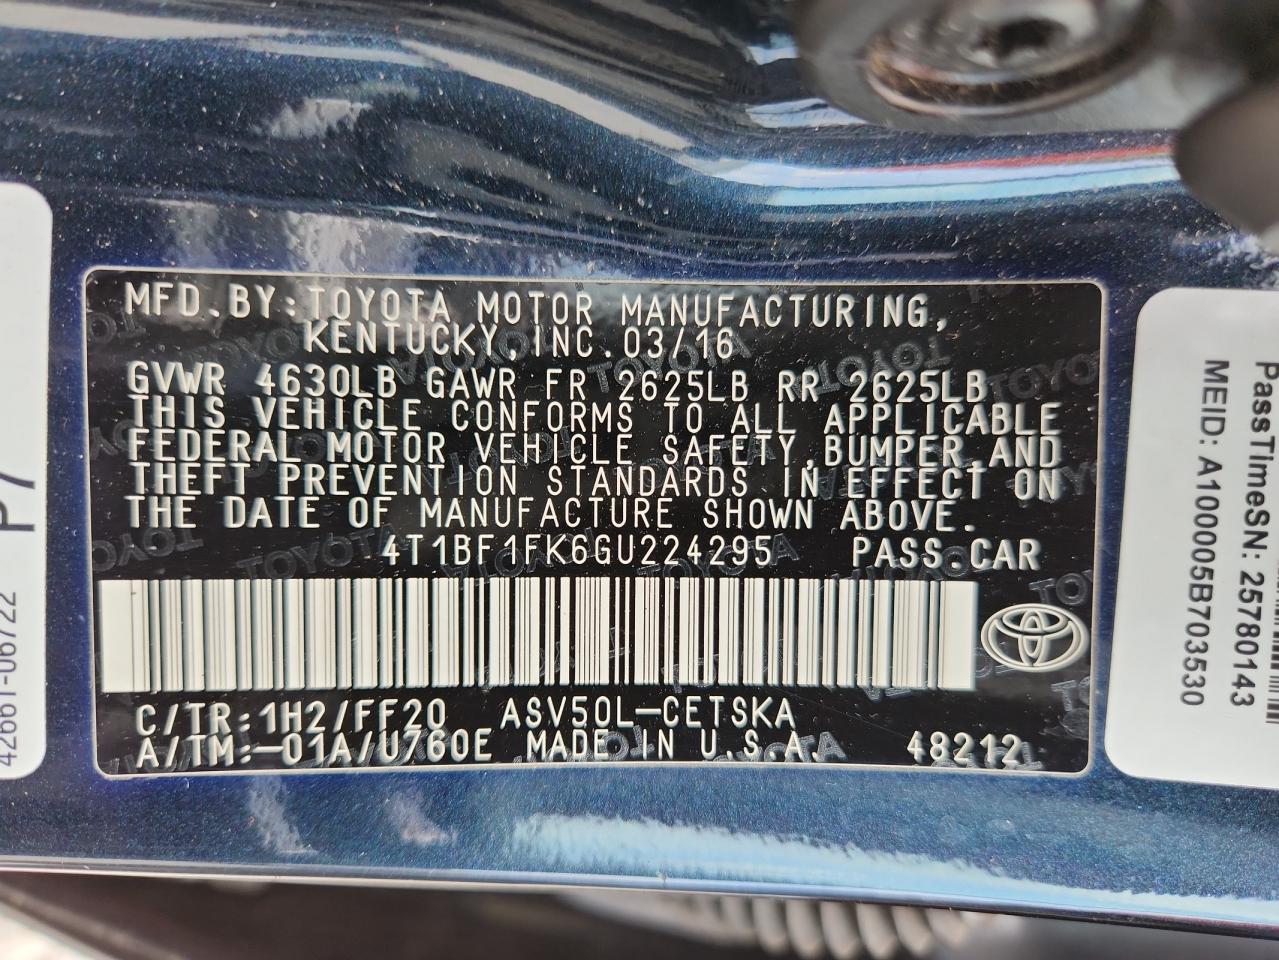 MFD.BY:TOYOTA MOTOR MANUFACTURING,
KENTUCKY,INC.03/16
GVWR 4630LB GAWR FR 2625LB RR 2625LB
THIS VEHICLE CONFORMS TO ALL APPLICABLE
FEDERAL MOTOR VEHICLE SAFETY,BUMPER,AND
THEFT PREVENTION STANDARDS IN EFFECT ON
THE DATE OF MANUFACTURE SHOWN ABOVE.
4T1BF1FK6GU224295 PASS.CAR
C/TR:1H2/FF20 ASV50L-CETSKA
A/TM:-01A/U760E MADE IN U.S.A. 48212
PassTimeSN: 25780143
MEID: A100005B703530
42661-06722